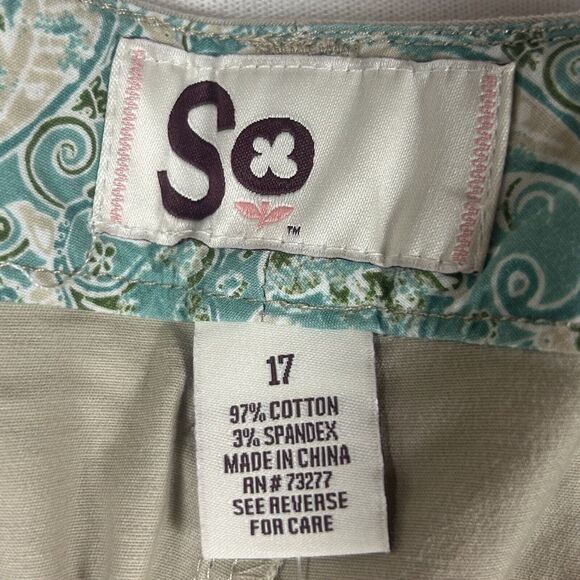 So
TM
17
97% COTTON
3% SPANDEX
MADE IN CHINA
RN# 73277
SEE REVERSE
FOR CARE